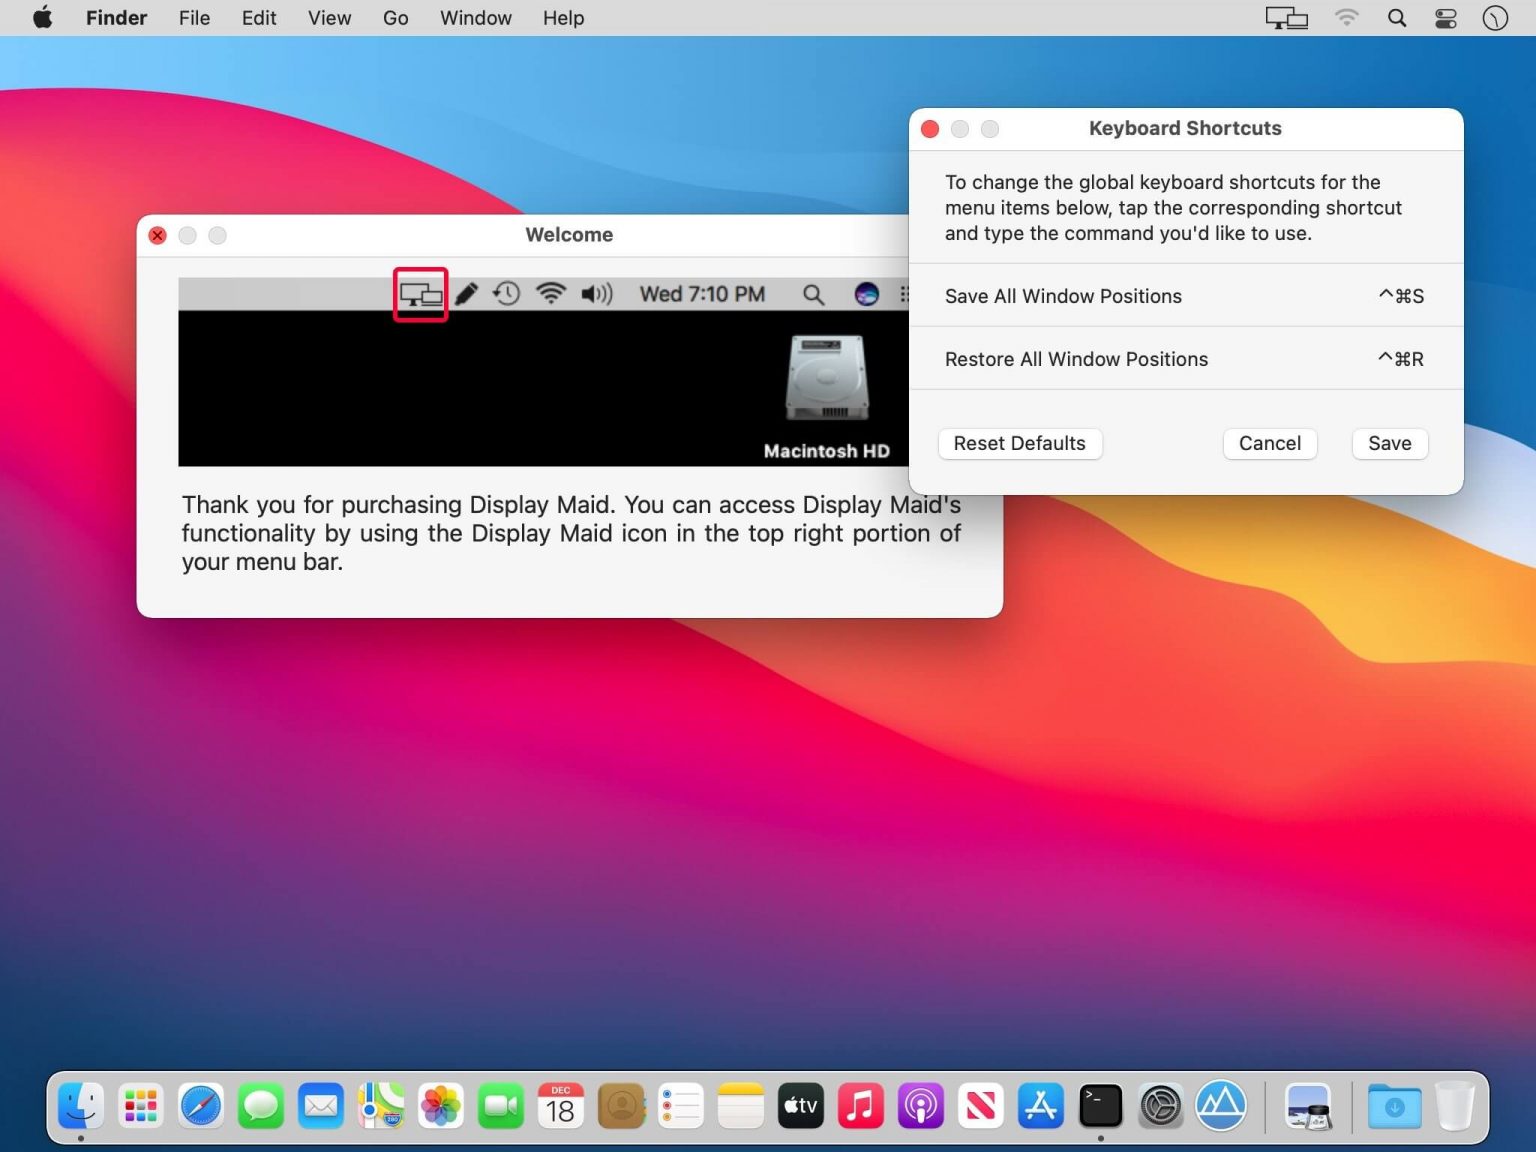 Finder File Edit View Go Window Help
Keyboard Shortcuts
To change the global keyboard shortcuts for the
menu items below, tap the corresponding shortcut
and type the command you'd like to use.
Save All Window Positions ^⌘S
Restore All Window Positions ^⌘R
Reset Defaults Cancel Save
Welcome
Wed 7:10 PM
Macintosh HD
Thank you for purchasing Display Maid. You can access Display Maid's
functionality by using the Display Maid icon in the top right portion of
your menu bar.
DEC
18
tv
>_